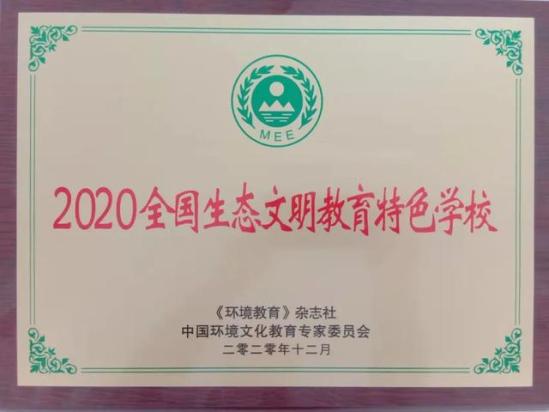 MEE
2020全国生态文明教育特色学校
《环境教育》杂志社
中国环境文化教育专家委员会
二零二零年十二月